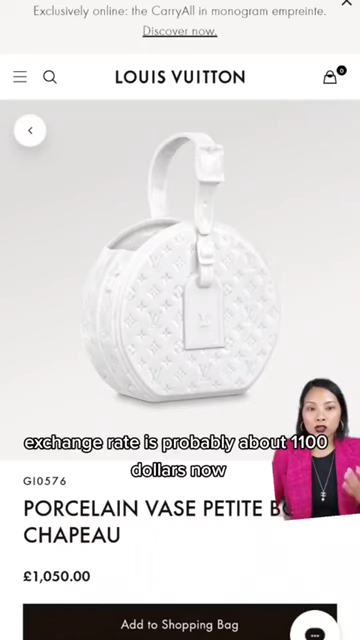 Exclusively online: the CarryAll in monogram empreinte.
Discover now.
LOUIS VUITTON
0
exchange rate is probably about 1100
dollars now
GI0576
PORCELAIN VASE PETITE
CHAPEAU
£1,050.00
Add to Shopping Bag